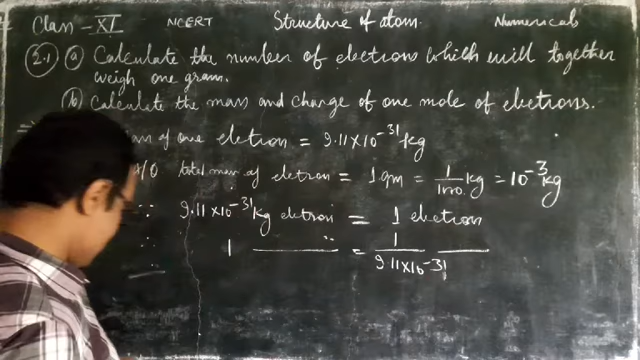 Class - XI NCERT Structure of atom. Numericals
2.1 (a) Calculate the number of electrons which will together
weigh one gram.
(b) Calculate the mass and charge of one mole of electrons.
of one eletron = 9.11×10⁻³¹ kg
total mass of eletron = 1 gm = 1/1000 kg = 10⁻³ kg
∵ 9.11×10⁻³¹ kg electron = 1 electron
∴ 1 ——— " = 1/9.11×10⁻³¹ ———